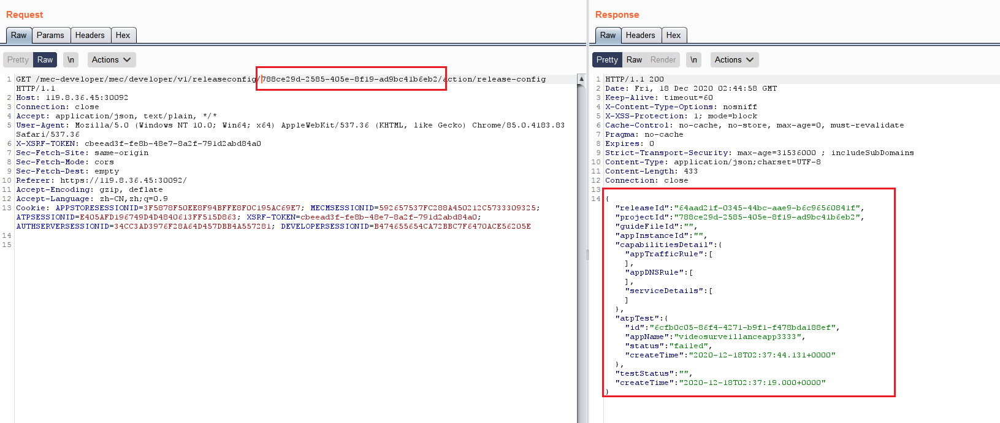 Request
Raw Params Headers Hex
Pretty Raw \n Actions
1 GET /mec-developer/mec/developer/v1/releaseconfig/788ce29d-2585-405e-8f19-ad9bc41b6eb2/action/release-config
HTTP/1.1
2 Host: 119.8.36.45:30092
3 Connection: close
4 Accept: application/json, text/plain, */*
5 User-Agent: Mozilla/5.0 (Windows NT 10.0; Win64; x64) AppleWebKit/537.36 (KHTML, like Gecko) Chrome/85.0.4183.83
Safari/537.36
6 X-XSRF-TOKEN: cbeead3f-fe8b-48e7-8a2f-791d2abd84a0
7 Sec-Fetch-Site: same-origin
8 Sec-Fetch-Mode: cors
9 Sec-Fetch-Dest: empty
10 Referer: https://119.8.36.45:30092/
11 Accept-Encoding: gzip, deflate
12 Accept-Language: zh-CN,zh;q=0.9
13 Cookie: APPSTORESESSIONID=3F5878F50EE8F94BFFE8F0C195AC69E7; MECMSESSIONID=592657537FC288A450212C5733309325;
ATPSESSIONID=E405AFD196749D4D4840613FF515D863; XSRF-TOKEN=cbeead3f-fe8b-48e7-8a2f-791d2abd84a0;
AUTHSERVERSESSIONID=34CC3AD3976F28A64D457DBB4A557281; DEVELOPERSESSIONID=B474655654CA72BBC7F6470ACE56205E
14
15
Response
Raw Headers Hex
Pretty Raw Render \n Actions
1 HTTP/1.1 200
2 Date: Fri, 18 Dec 2020 02:44:58 GMT
3 Keep-Alive: timeout=60
4 X-Content-Type-Options: nosniff
5 X-XSS-Protection: 1; mode=block
6 Cache-Control: no-cache, no-store, max-age=0, must-revalidate
7 Pragma: no-cache
8 Expires: 0
9 Strict-Transport-Security: max-age=31536000 ; includeSubDomains
10 Content-Type: application/json;charset=UTF-8
11 Content-Length: 433
12 Connection: close
13
14 {
"releaseId":"64aad21f-0345-44bc-aae9-b6c96560841f",
"projectId":"788ce29d-2585-405e-8f19-ad9bc41b6eb2",
"guideFileId":"",
"appInstanceId":"",
"capabilitiesDetail":{
"appTrafficRule":[
],
"appDNSRule":[
],
"serviceDetails":[
]
},
"atpTest":{
"id":"6cfb0c05-86f4-4271-b9f1-f478bda188ef",
"appName":"videosurveillanceapp3333",
"status":"failed",
"createTime":"2020-12-18T02:37:44.131+0000"
},
"testStatus":"",
"createTime":"2020-12-18T02:37:19.000+0000"
}